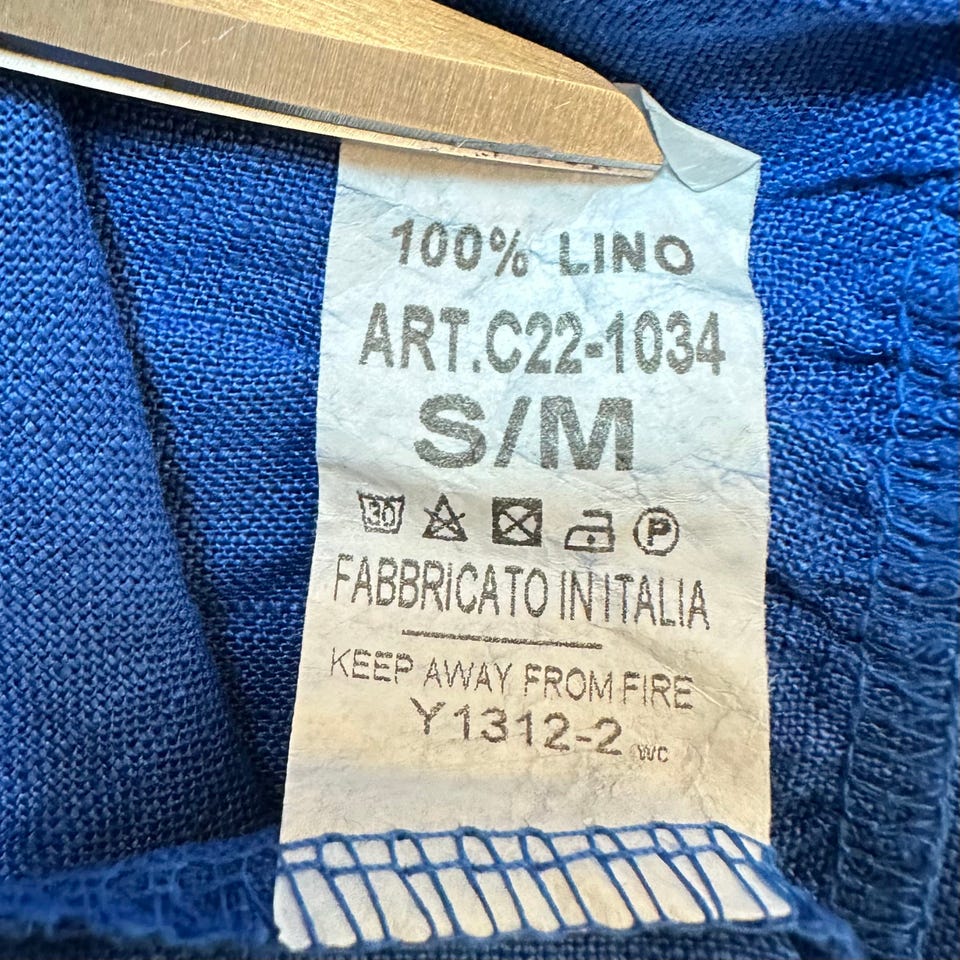 100% LINO
ART.C22-1034
S/M
30 P
FABBRICATO IN ITALIA
KEEP AWAY FROM FIRE
Y1312-2 WC